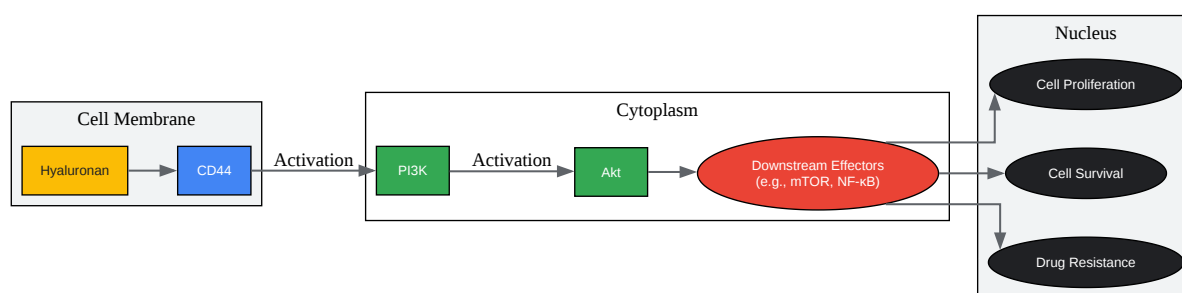 Cell Membrane
Hyaluronan
CD44
Activation
Cytoplasm
PI3K
Activation
Akt
Downstream Effectors
(e.g., mTOR, NF-κB)
Nucleus
Cell Proliferation
Cell Survival
Drug Resistance